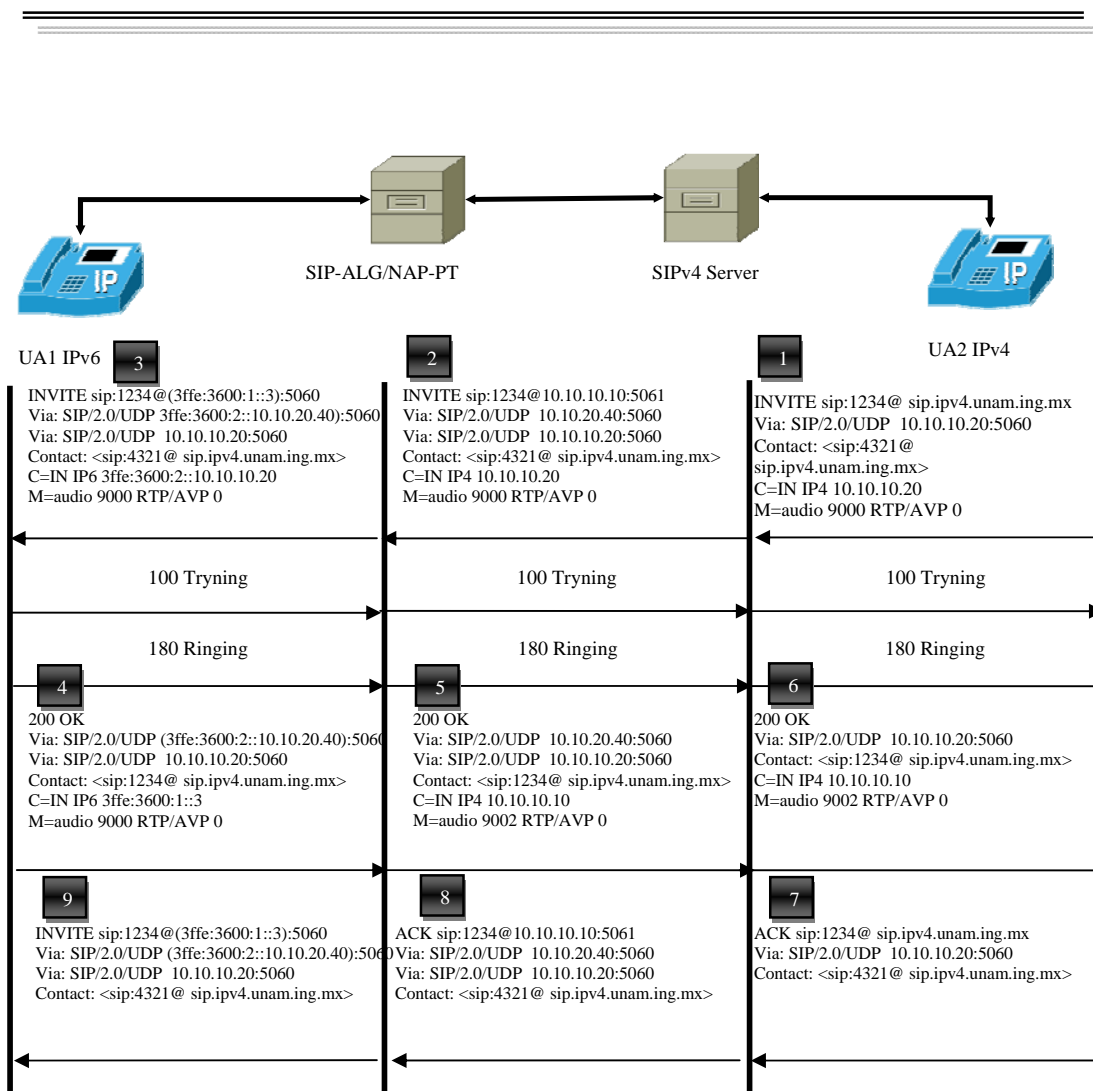 IP
IP
SIP-ALG/NAP-PT
SIPv4 Server
UA1 IPv6
UA2 IPv4
3
INVITE sip:1234@(3ffe:3600:1::3):5060
Via: SIP/2.0/UDP 3ffe:3600:2::10.10.20.40):5060
Via: SIP/2.0/UDP 10.10.10.20:5060
Contact: <sip:4321@ sip.ipv4.unam.ing.mx>
C=IN IP6 3ffe:3600:2::10.10.10.20
M=audio 9000 RTP/AVP 0
2
INVITE sip:1234@10.10.10.10:5061
Via: SIP/2.0/UDP 10.10.20.40:5060
Via: SIP/2.0/UDP 10.10.10.20:5060
Contact: <sip:4321@ sip.ipv4.unam.ing.mx>
C=IN IP4 10.10.10.20
M=audio 9000 RTP/AVP 0
1
INVITE sip:1234@ sip.ipv4.unam.ing.mx
Via: SIP/2.0/UDP 10.10.10.20:5060
Contact: <sip:4321@
sip.ipv4.unam.ing.mx>
C=IN IP4 10.10.10.20
M=audio 9000 RTP/AVP 0
100 Tryning
100 Tryning
100 Tryning
180 Ringing
180 Ringing
180 Ringing
4
200 OK
Via: SIP/2.0/UDP (3ffe:3600:2::10.10.20.40):5060
Via: SIP/2.0/UDP 10.10.10.20:5060
Contact: <sip:1234@ sip.ipv4.unam.ing.mx>
C=IN IP6 3ffe:3600:1::3
M=audio 9000 RTP/AVP 0
5
200 OK
Via: SIP/2.0/UDP 10.10.20.40:5060
Via: SIP/2.0/UDP 10.10.10.20:5060
Contact: <sip:1234@ sip.ipv4.unam.ing.mx>
C=IN IP4 10.10.10.10
M=audio 9002 RTP/AVP 0
6
200 OK
Via: SIP/2.0/UDP 10.10.10.20:5060
Contact: <sip:1234@ sip.ipv4.unam.ing.mx>
C=IN IP4 10.10.10.10
M=audio 9002 RTP/AVP 0
9
INVITE sip:1234@(3ffe:3600:1::3):5060
Via: SIP/2.0/UDP (3ffe:3600:2::10.10.20.40):5060
Via: SIP/2.0/UDP 10.10.10.20:5060
Contact: <sip:4321@ sip.ipv4.unam.ing.mx>
8
ACK sip:1234@10.10.10.10:5061
Via: SIP/2.0/UDP 10.10.20.40:5060
Via: SIP/2.0/UDP 10.10.10.20:5060
Contact: <sip:4321@ sip.ipv4.unam.ing.mx>
7
ACK sip:1234@ sip.ipv4.unam.ing.mx
Via: SIP/2.0/UDP 10.10.10.20:5060
Contact: <sip:4321@ sip.ipv4.unam.ing.mx>